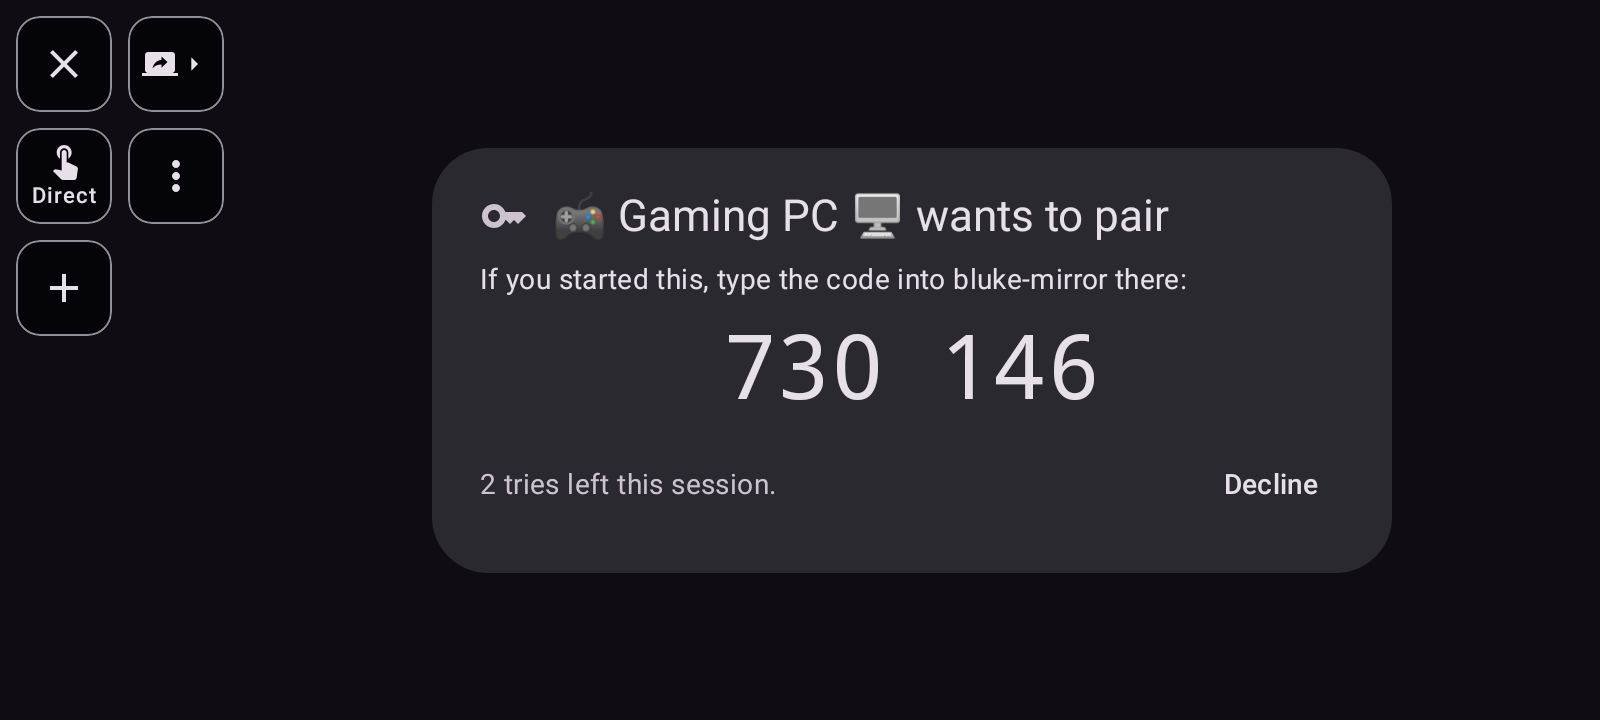 Direct
🎮 Gaming PC 🖥️ wants to pair
If you started this, type the code into bluke-mirror there:
730 146
2 tries left this session.
Decline